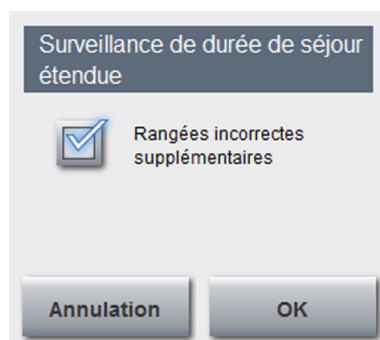 Surveillance de durée de séjour
étendue
Rangées incorrectes
supplémentaires
Annulation
OK